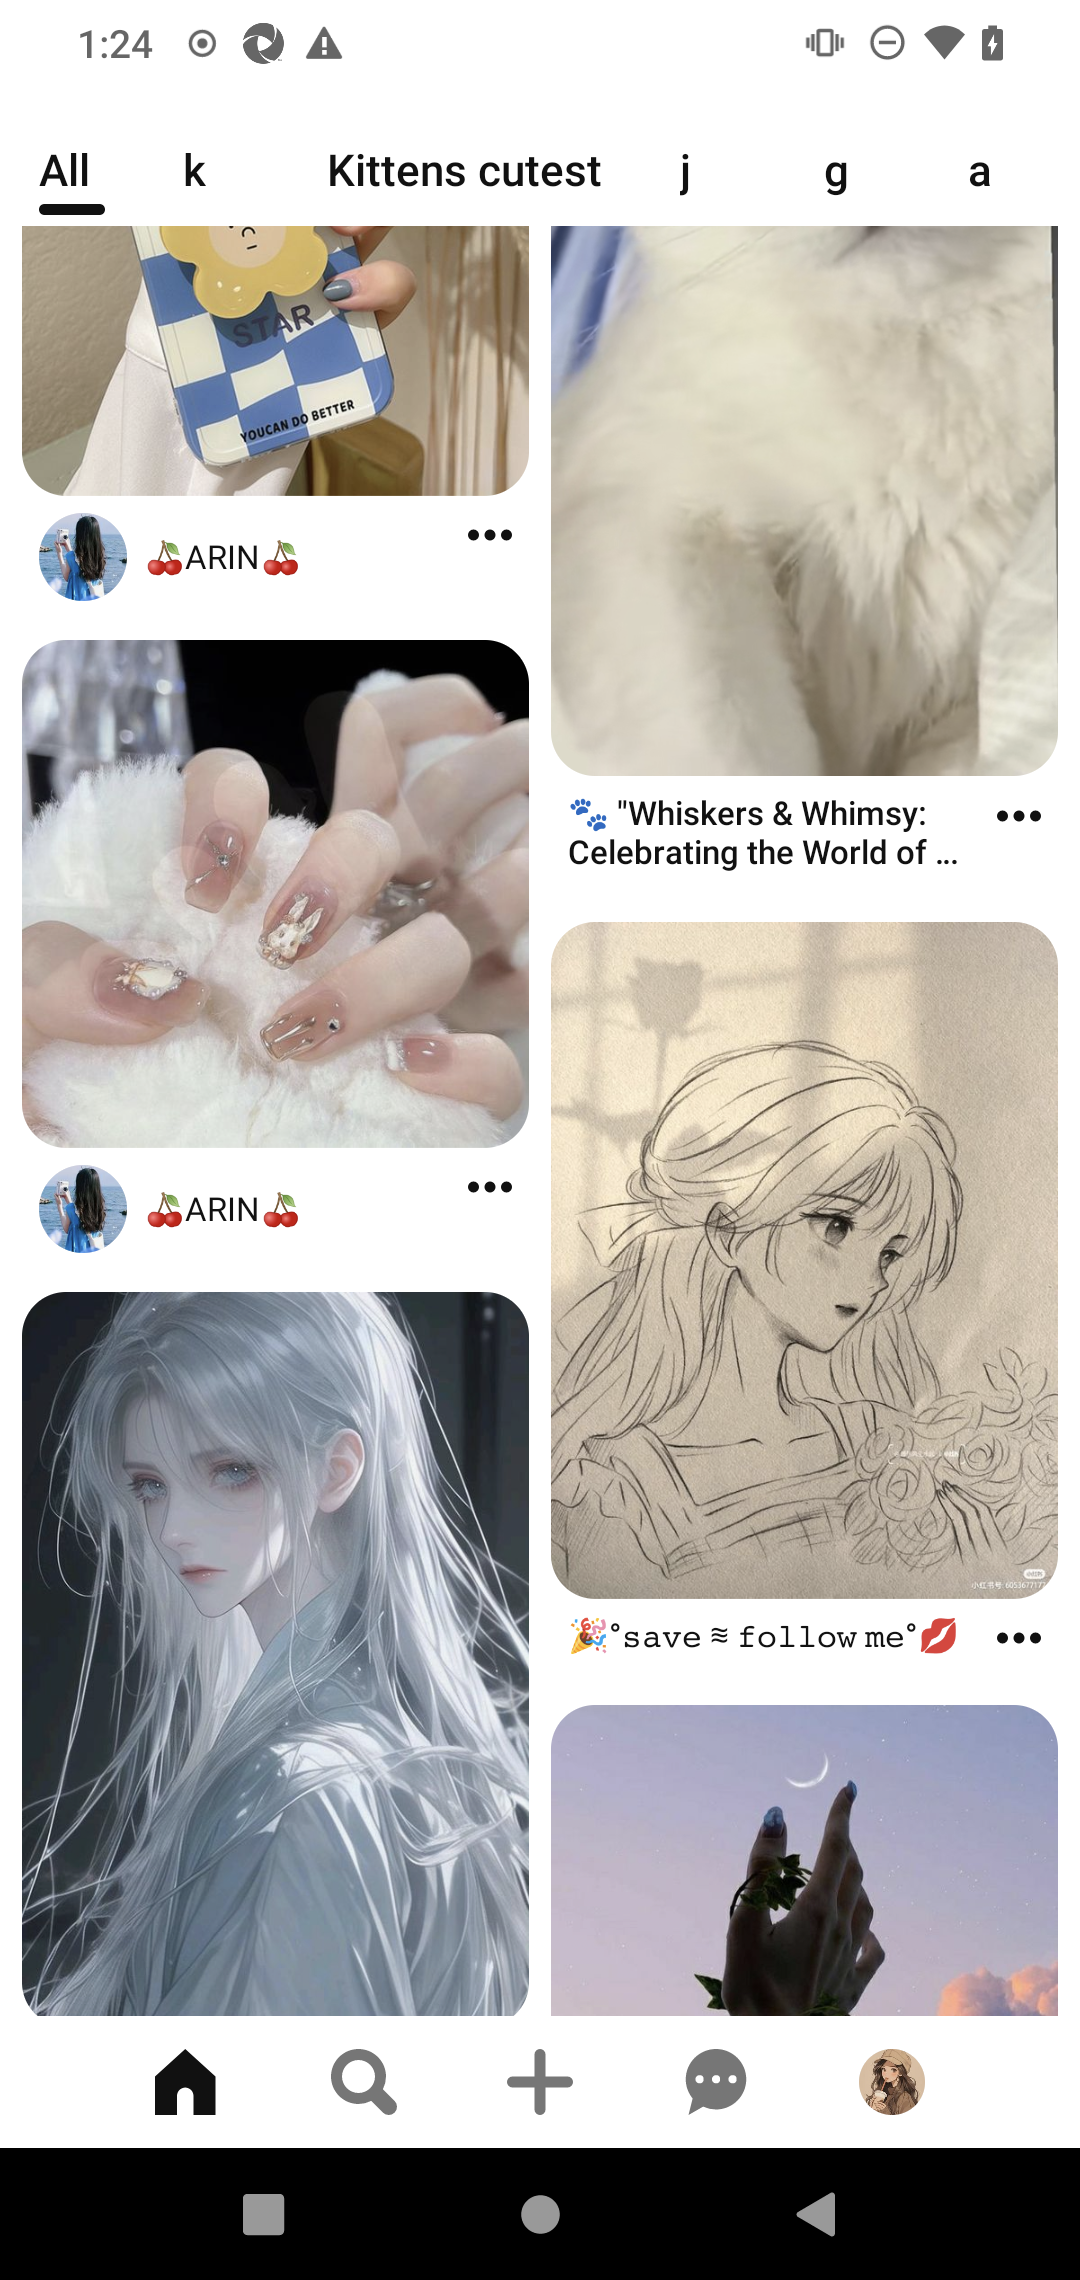 1:24
All k Kittens cutest j g a
STAR
YOUCAN DO BETTER
🍒ARIN🍒
🐾 "Whiskers & Whimsy:
Celebrating the World of ...
🍒ARIN🍒
🎉°save ≋ follow me°💋